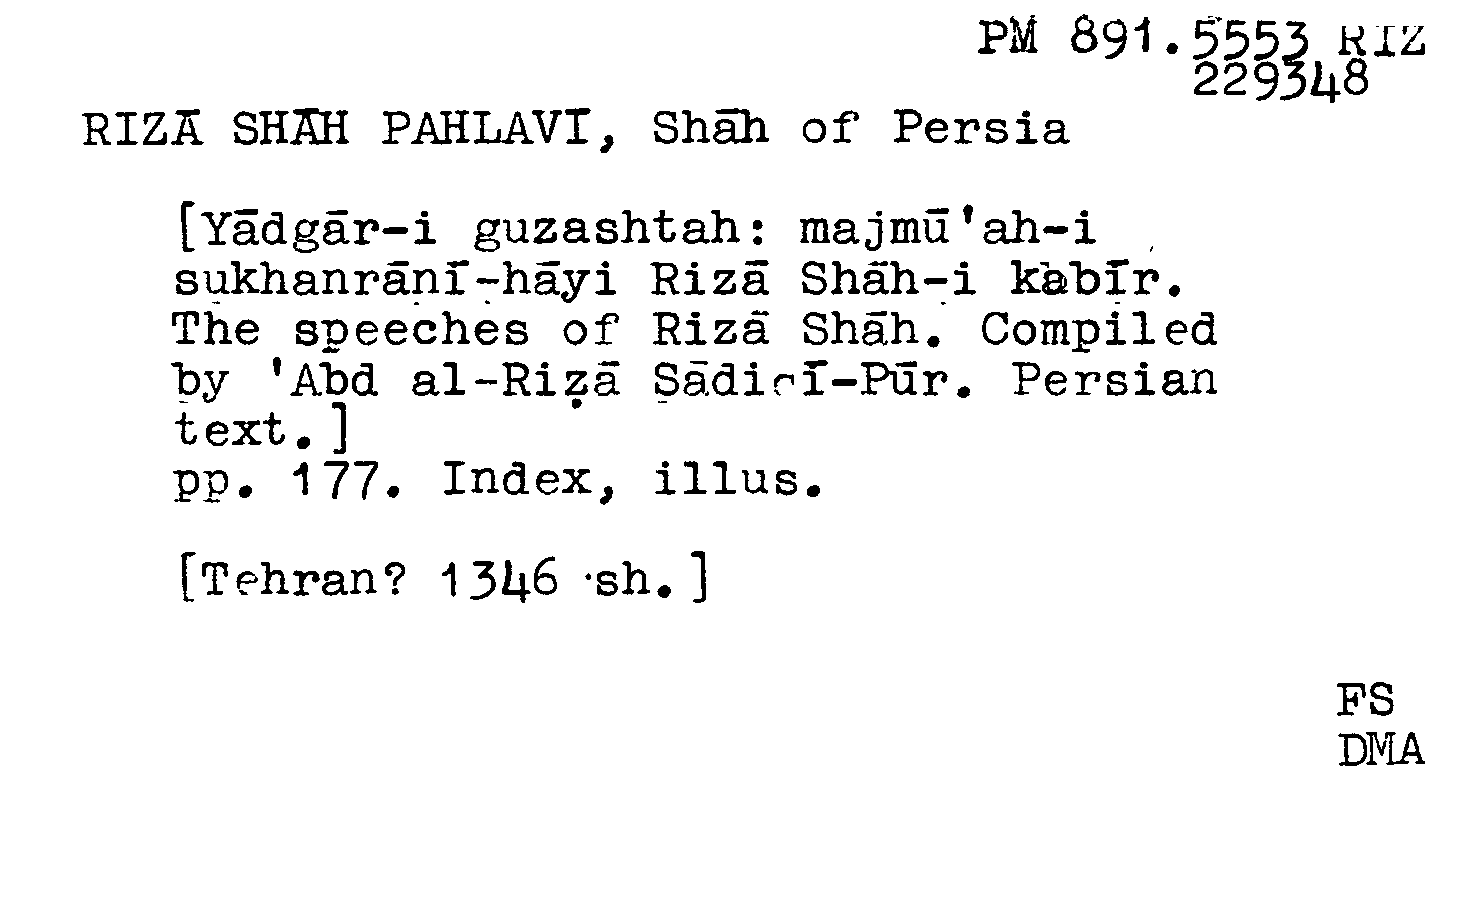 PM 891.5553 RIZ
229348
RIZĀ SHĀH PAHLAVĪ, Shāh of Persia
[Yādgār-i guzashtah: majmū'ah-i
sukhanrānī-hāyi Rizā Shāh-i kabīr.
The speeches of Rizā Shāh. Compiled
by 'Abd al-Riẓā Ṣādiqī-Pūr. Persian
text.]
pp. 177. Index, illus.
[Tehran? 1346 sh.]
FS
DMA